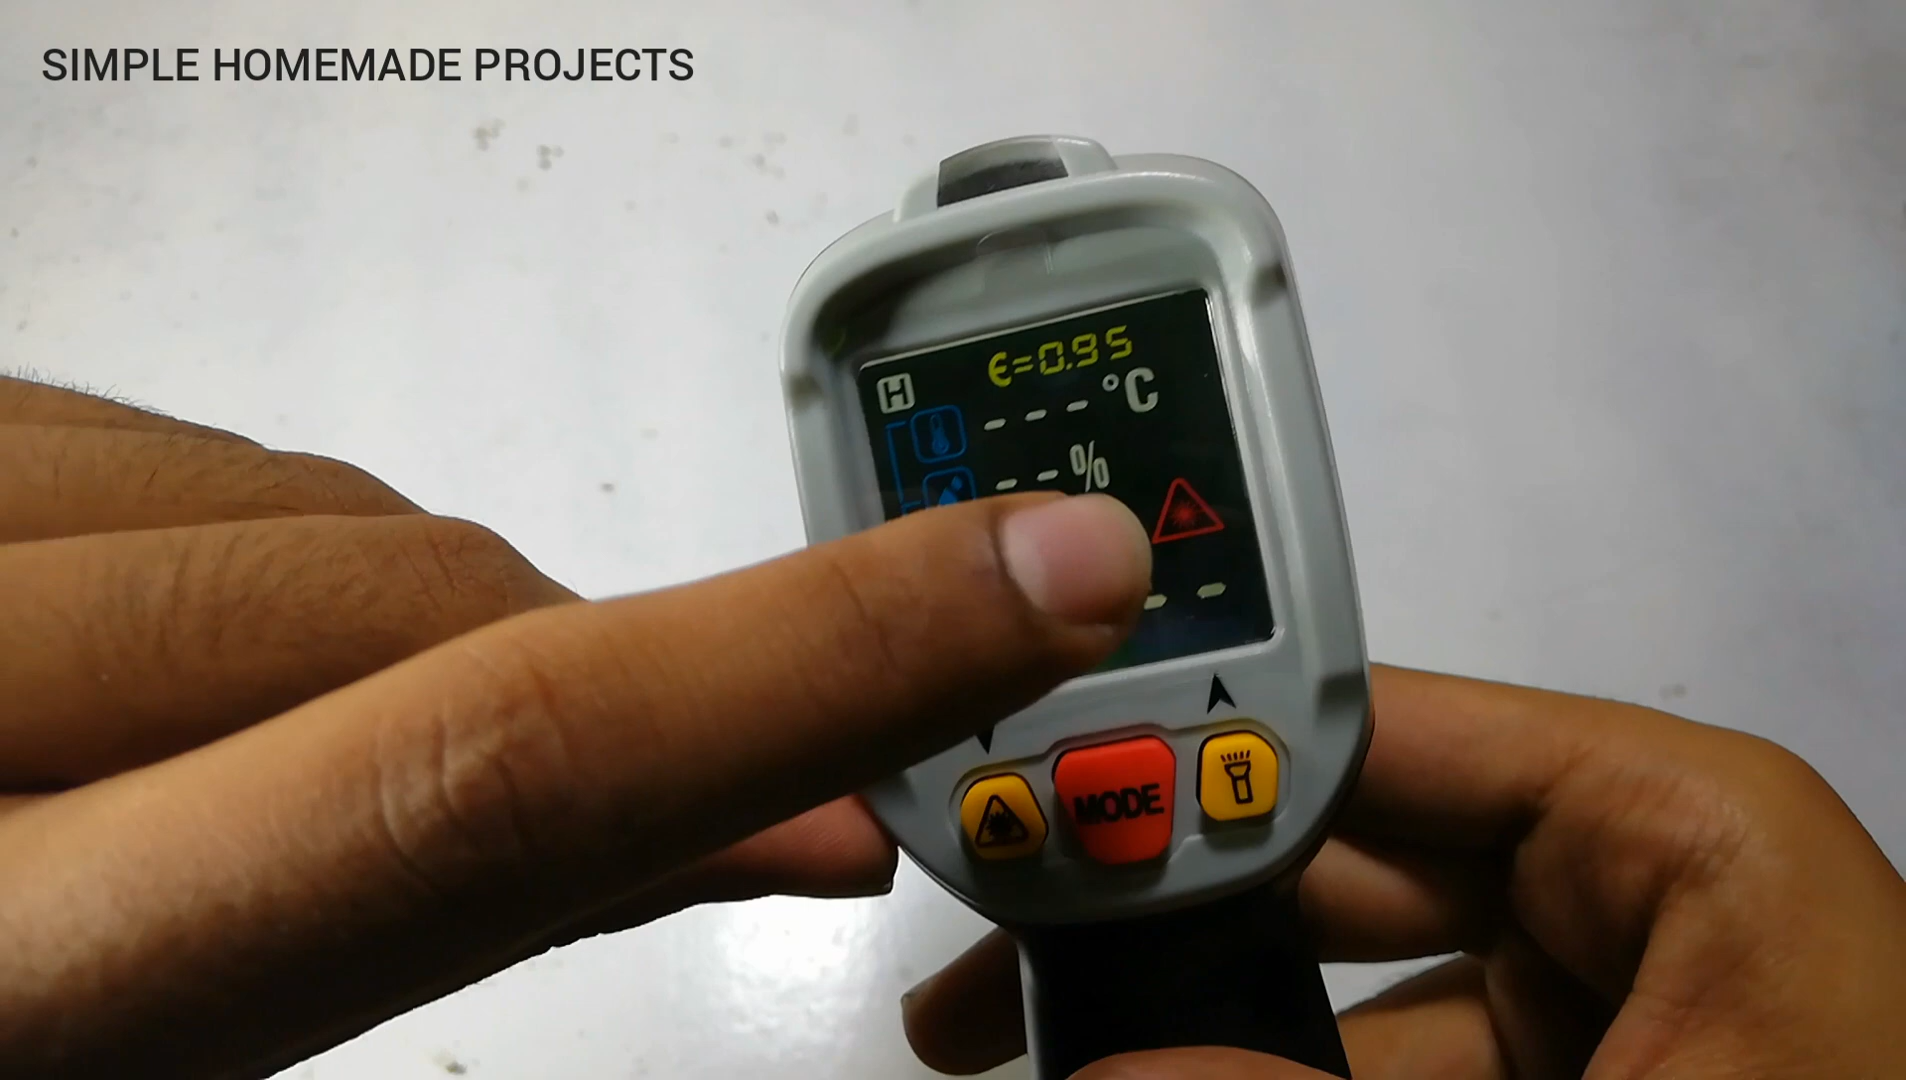 SIMPLE HOMEMADE PROJECTS
H
€=0.95
- - - °C
- - %
- -
MODE